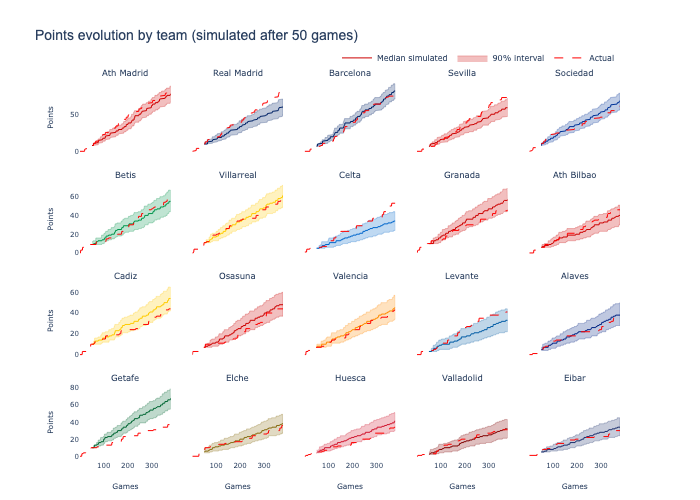 Points evolution by team (simulated after 50 games)
Median simulated 90% interval Actual
Ath Madrid Real Madrid Barcelona Sevilla Sociedad
Points
50
0
Betis Villarreal Celta Granada Ath Bilbao
Points
60
40
20
0
Cadiz Osasuna Valencia Levante Alaves
Points
60
40
20
0
Getafe Elche Huesca Valladolid Eibar
Points
80
60
40
20
0
100 200 300 100 200 300 100 200 300 100 200 300 100 200 300
Games Games Games Games Games